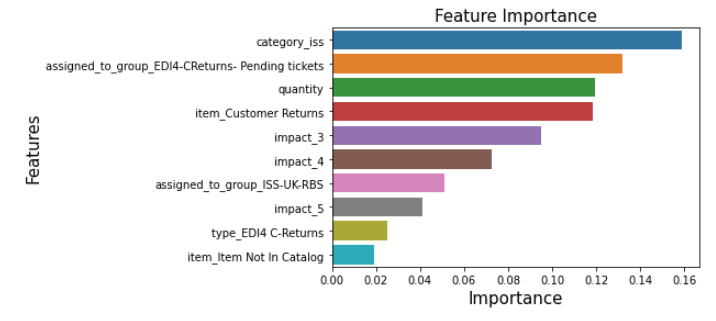 Feature Importance
category_iss
assigned_to_group_EDI4-CReturns- Pending tickets
quantity
item_Customer Returns
impact_3
impact_4
assigned_to_group_ISS-UK-RBS
impact_5
type_EDI4 C-Returns
item_Item Not In Catalog
Features
0.00 0.02 0.04 0.06 0.08 0.10 0.12 0.14 0.16
Importance